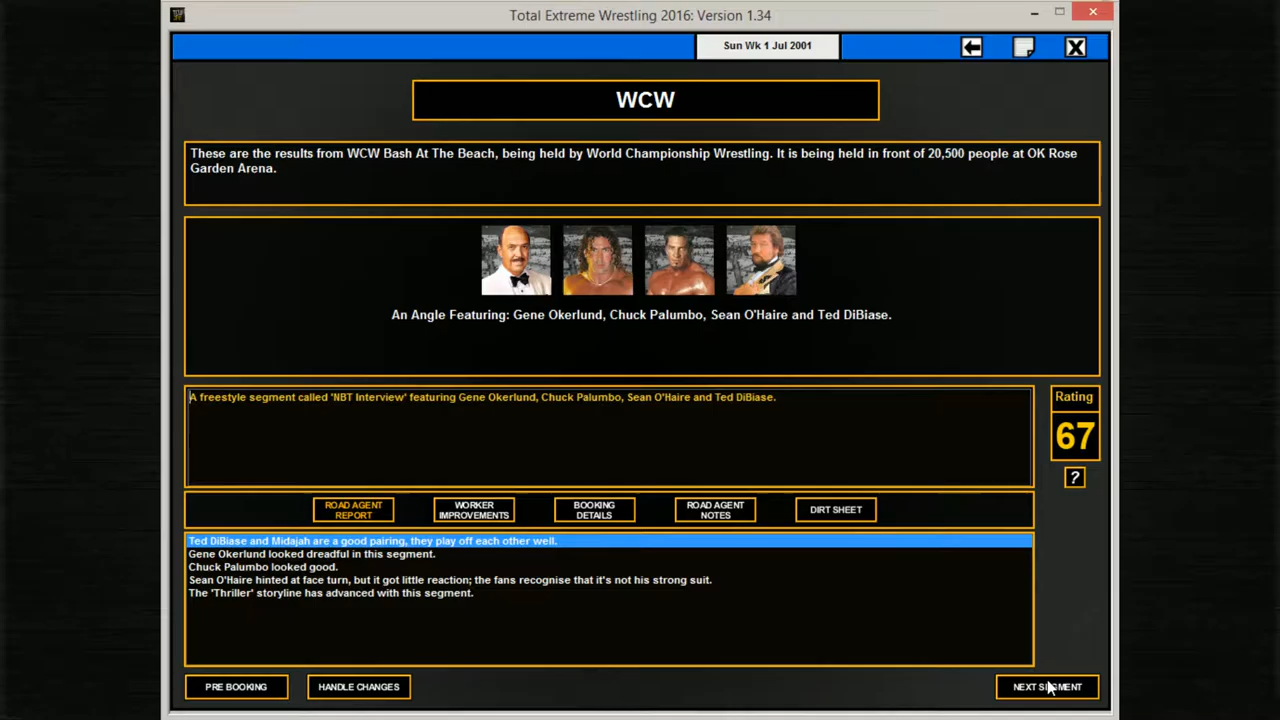 Total Extreme Wrestling 2016: Version 1.34
Sun Wk 1 Jul 2001
WCW
These are the results from WCW Bash At The Beach, being held by World Championship Wrestling. It is being held in front of 20,500 people at OK Rose
Garden Arena.
An Angle Featuring: Gene Okerlund, Chuck Palumbo, Sean O'Haire and Ted DiBiase.
A freestyle segment called 'NBT Interview' featuring Gene Okerlund, Chuck Palumbo, Sean O'Haire and Ted DiBiase.
Rating
67
?
ROAD AGENT
REPORT
WORKER
IMPROVEMENTS
BOOKING
DETAILS
ROAD AGENT
NOTES
DIRT SHEET
Ted DiBiase and Midajah are a good pairing, they play off each other well.
Gene Okerlund looked dreadful in this segment.
Chuck Palumbo looked good.
Sean O'Haire hinted at face turn, but it got little reaction; the fans recognise that it's not his strong suit.
The 'Thriller' storyline has advanced with this segment.
PRE BOOKING
HANDLE CHANGES
NEXT SEGMENT